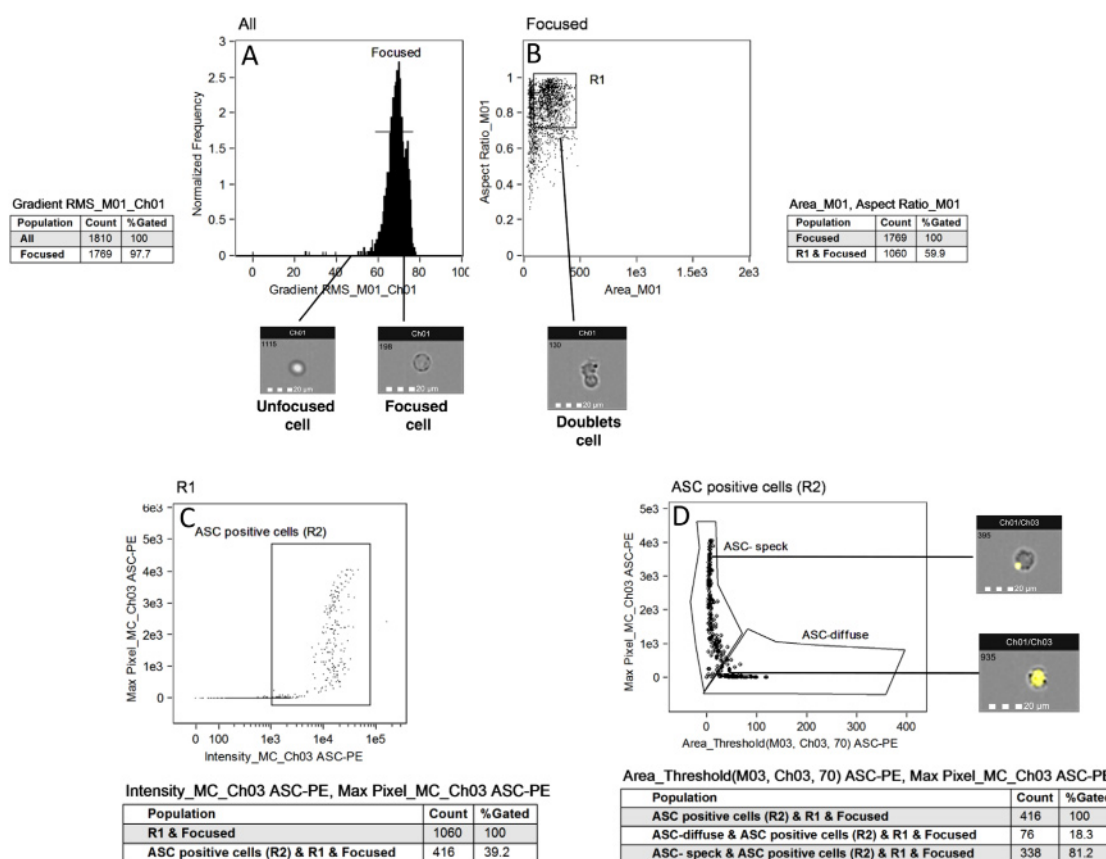 All
Focused
A
Focused
B
R1
Normalized Frequency
3
2.5
2
1.5
1
0.5
0
0 20 40 60 80 100
Gradient RMS_M01_Ch01
Aspect Ratio_M01
1
0.8
0.6
0.4
0.2
0
0 500 1e3 1.5e3 2e3
Area_M01
Gradient RMS_M01_Ch01
Population Count %Gated
All 1810 100
Focused 1769 97.7
Area_M01, Aspect Ratio_M01
Population Count %Gated
Focused 1769 100
R1 & Focused 1060 59.9
Ch01
1115
20 µm
Unfocused
cell
Ch01
198
20 µm
Focused
cell
Ch01
130
20 µm
Doublets
cell
R1
C
ASC positive cells (R2)
Max Pixel_MC_Ch03 ASC-PE
6e3
5e3
4e3
3e3
2e3
1e3
0
0 100 1e3 1e4 1e5
Intensity_MC_Ch03 ASC-PE
Intensity_MC_Ch03 ASC-PE, Max Pixel_MC_Ch03 ASC-PE
Population Count %Gated
R1 & Focused 1060 100
ASC positive cells (R2) & R1 & Focused 416 39.2
ASC positive cells (R2)
D
ASC- speck
ASC-diffuse
Max Pixel_MC_Ch03 ASC-PE
5e3
4e3
3e3
2e3
1e3
0
0 100 200 300 400
Area_Threshold(M03, Ch03, 70) ASC-PE
Ch01/Ch03
395
20 µm
Ch01/Ch03
935
20 µm
Area_Threshold(M03, Ch03, 70) ASC-PE, Max Pixel_MC_Ch03 ASC-PE
Population Count %Gated
ASC positive cells (R2) & R1 & Focused 416 100
ASC-diffuse & ASC positive cells (R2) & R1 & Focused 76 18.3
ASC- speck & ASC positive cells (R2) & R1 & Focused 338 81.2